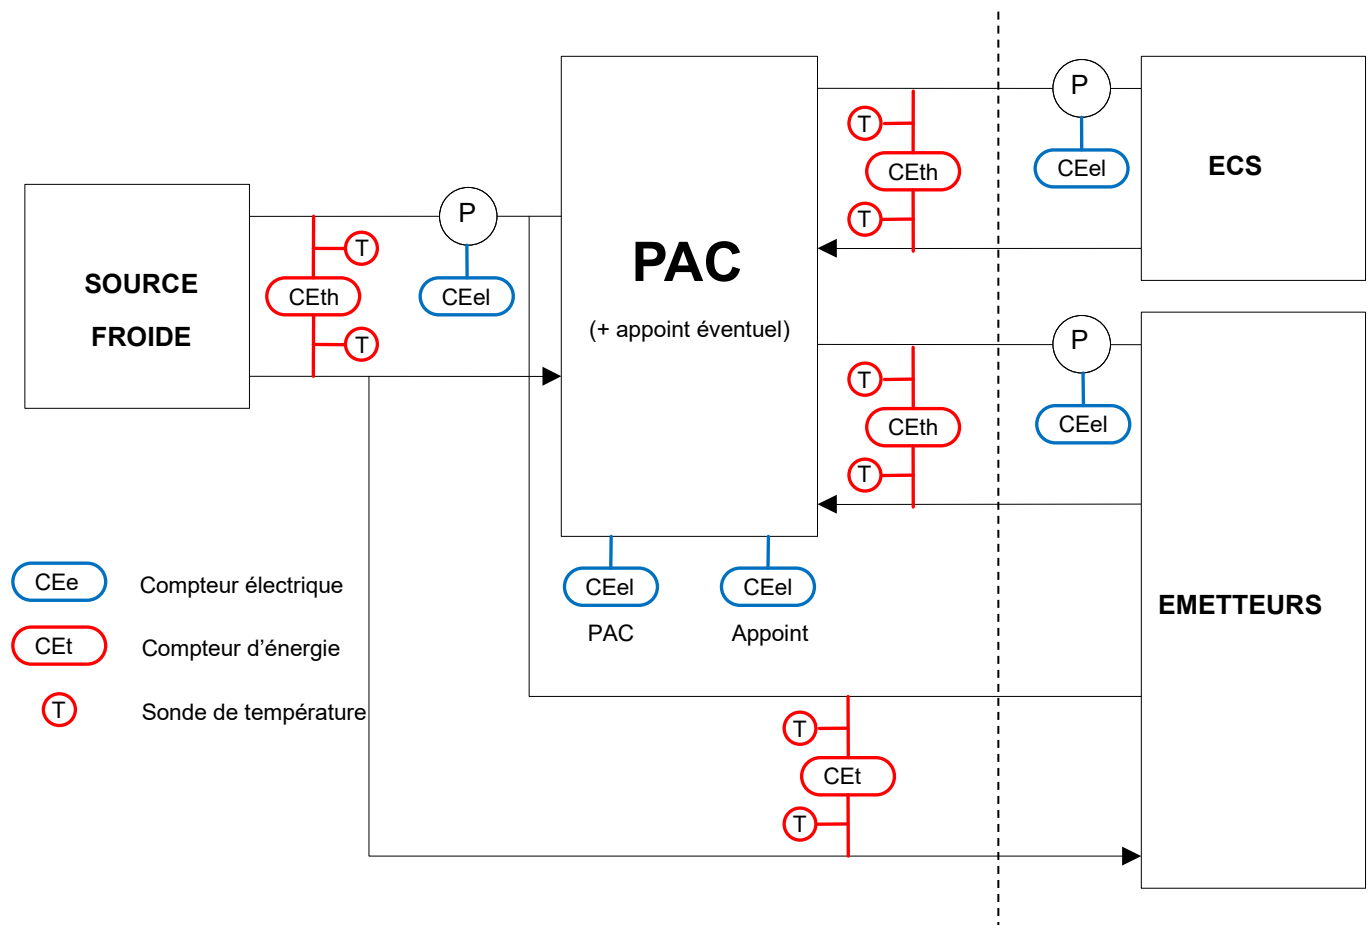 P
T
CEth
CEel
ECS
T
P
T
SOURCE
FROIDE
CEth
CEel
T
PAC
(+ appoint éventuel)
P
T
CEth
CEel
T
CEel
CEel
PAC
Appoint
CEe
Compteur électrique
CEt
Compteur d’énergie
T
Sonde de température
EMETTEURS
T
CEt
T